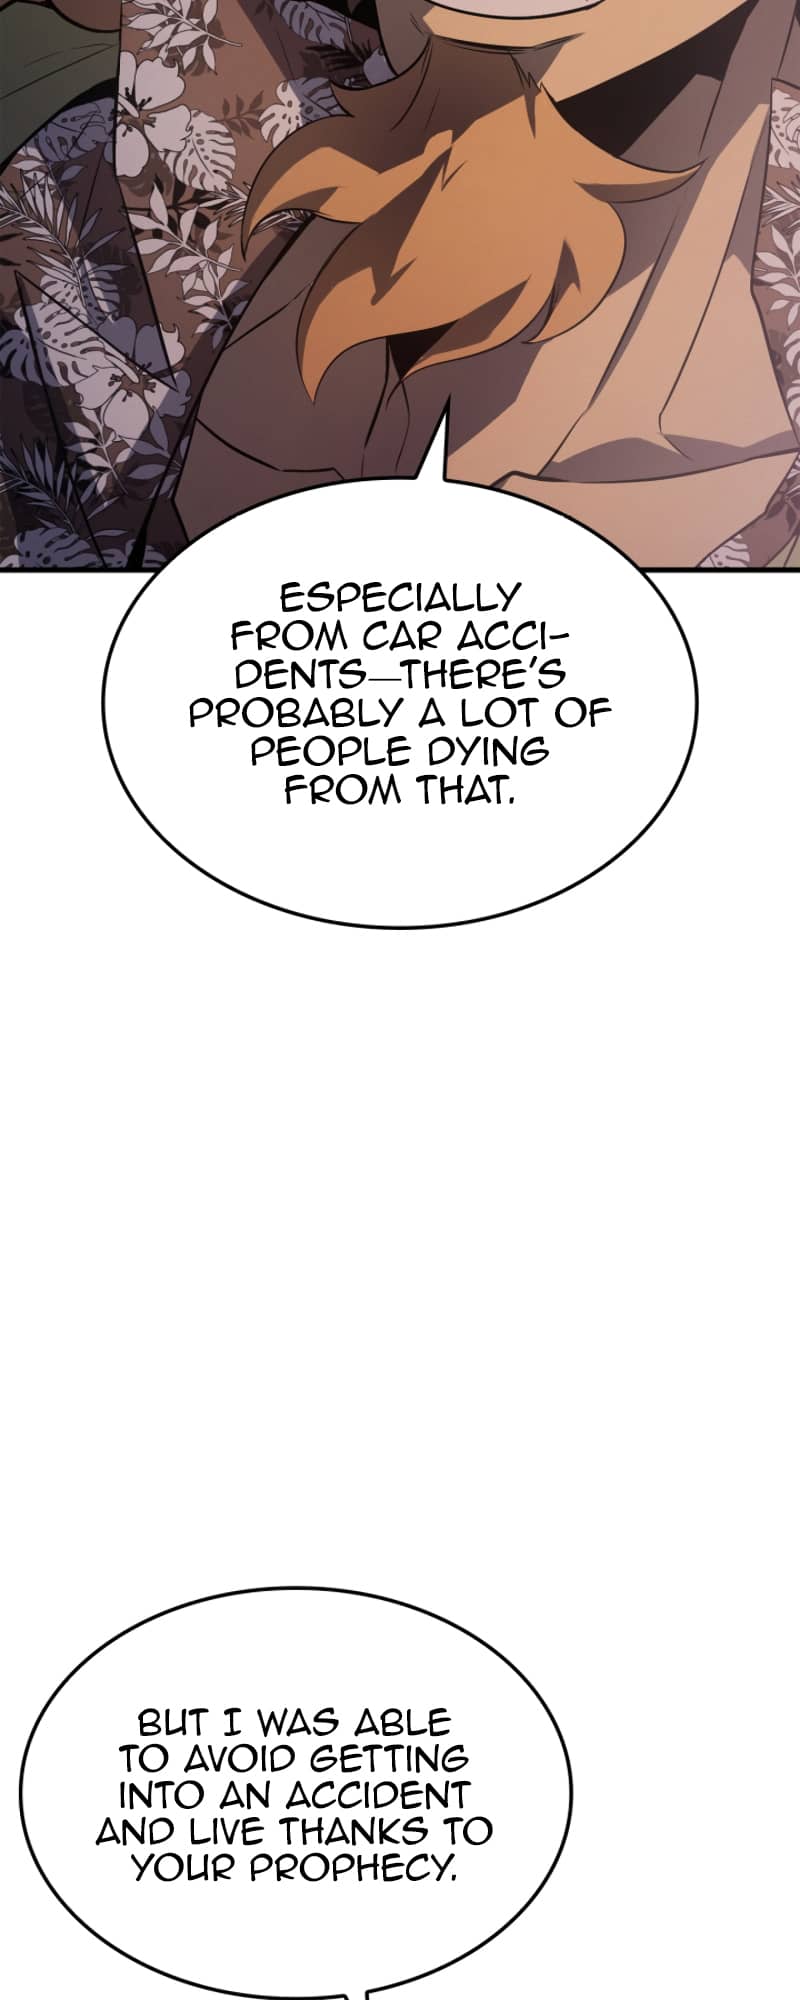 ESPECIALLY
FROM CAR ACCI-
DENTS—THERE'S
PROBABLY A LOT OF
PEOPLE DYING
FROM THAT.
BUT I WAS ABLE
TO AVOID GETTING
INTO AN ACCIDENT
AND LIVE THANKS TO
YOUR PROPHECY.